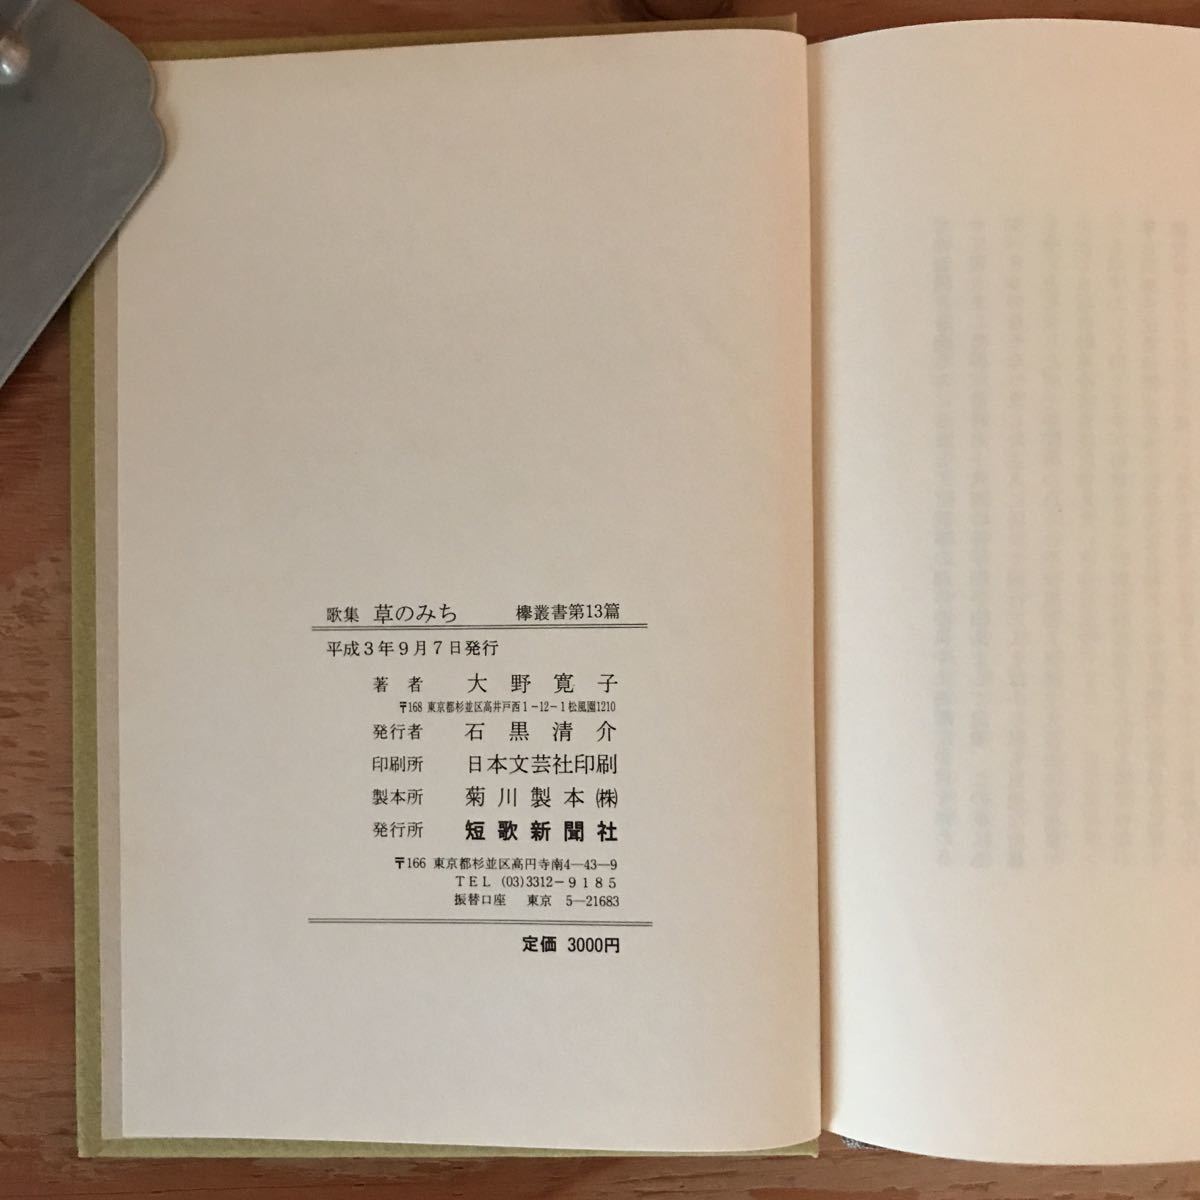 歌集 草のみち 欅叢書第13篇
平成3年9月7日発行
著者 大野寛子
〒168 東京都杉並区高井戸西1-12-1松風園1210
発行者 石黒清介
印刷所 日本文芸社印刷
製本所 菊川製本㈱
発行所 短歌新聞社
〒166 東京都杉並区高円寺南4-43-9
TEL (03)3312-9185
振替口座 東京 5-21683
定価 3000円